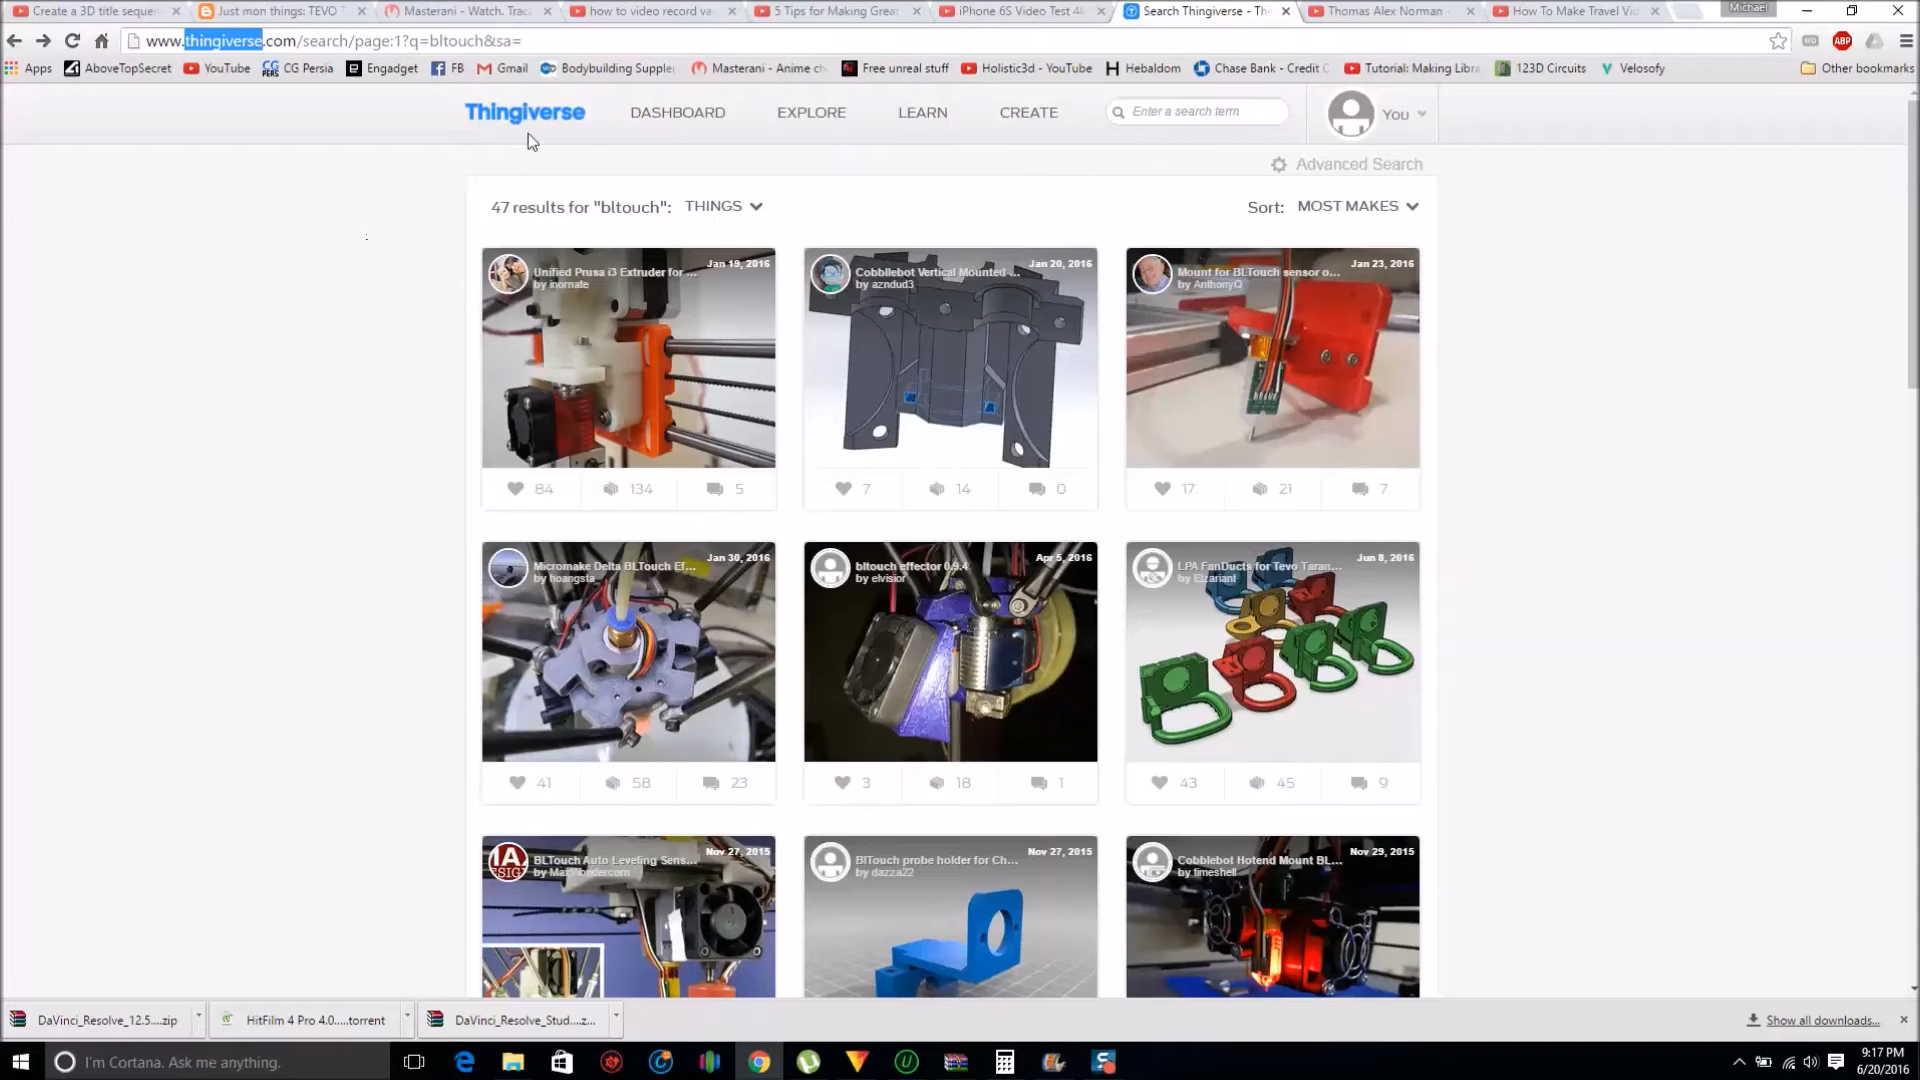 Create a 3D title sequen
Just mon things: TEVO T
Masterani - Watch. Trac
how to video record va
5 Tips for Making Great
iPhone 6S Video Test 4k
Search Thingiverse - Thi
Thomas Alex Norman -
How To Make Travel Vid
Michael
www.thingiverse.com/search/page:1?q=bltouch&sa=
ABP
Apps
AboveTopSecret
YouTube
CG Persia
Engadget
FB
Gmail
Bodybuilding Supple
Masterani - Anime ch
Free unreal stuff
Holistic3d - YouTube
Hebaldom
Chase Bank - Credit C
Tutorial: Making Libra
123D Circuits
Velosofy
Other bookmarks
Thingiverse
DASHBOARD
EXPLORE
LEARN
CREATE
Enter a search term
You
Advanced Search
47 results for "bltouch":
THINGS
Sort:
MOST MAKES
Unified Prusa i3 Extruder for ...
by inornate
Jan 19, 2016
84
134
5
Cobblebot Vertical Mounted ...
by azndud3
Jan 20, 2016
7
14
0
Mount for BLTouch sensor o...
by AnthonyQ
Jan 23, 2016
17
21
7
Micromake Delta BLTouch Ef...
by hoangsta
Jan 30, 2016
41
58
23
bltouch effector 0.9.4
by elvisior
Apr 5, 2016
3
18
1
LPA FanDucts for Tevo Taran...
by Elzariant
Jun 8, 2016
43
45
9
BLTouch Auto Leveling Sens...
by MaxWondercorn
Nov 27, 2015
BlTouch probe holder for Ch...
by dazza22
Nov 27, 2015
Cobblebot Hotend Mount BL...
by timeshell
Nov 29, 2015
DaVinci_Resolve_12.5....zip
HitFilm 4 Pro 4.0.....torrent
DaVinci_Resolve_Stud....z...
Show all downloads...
I'm Cortana. Ask me anything.
9:17 PM
6/20/2016